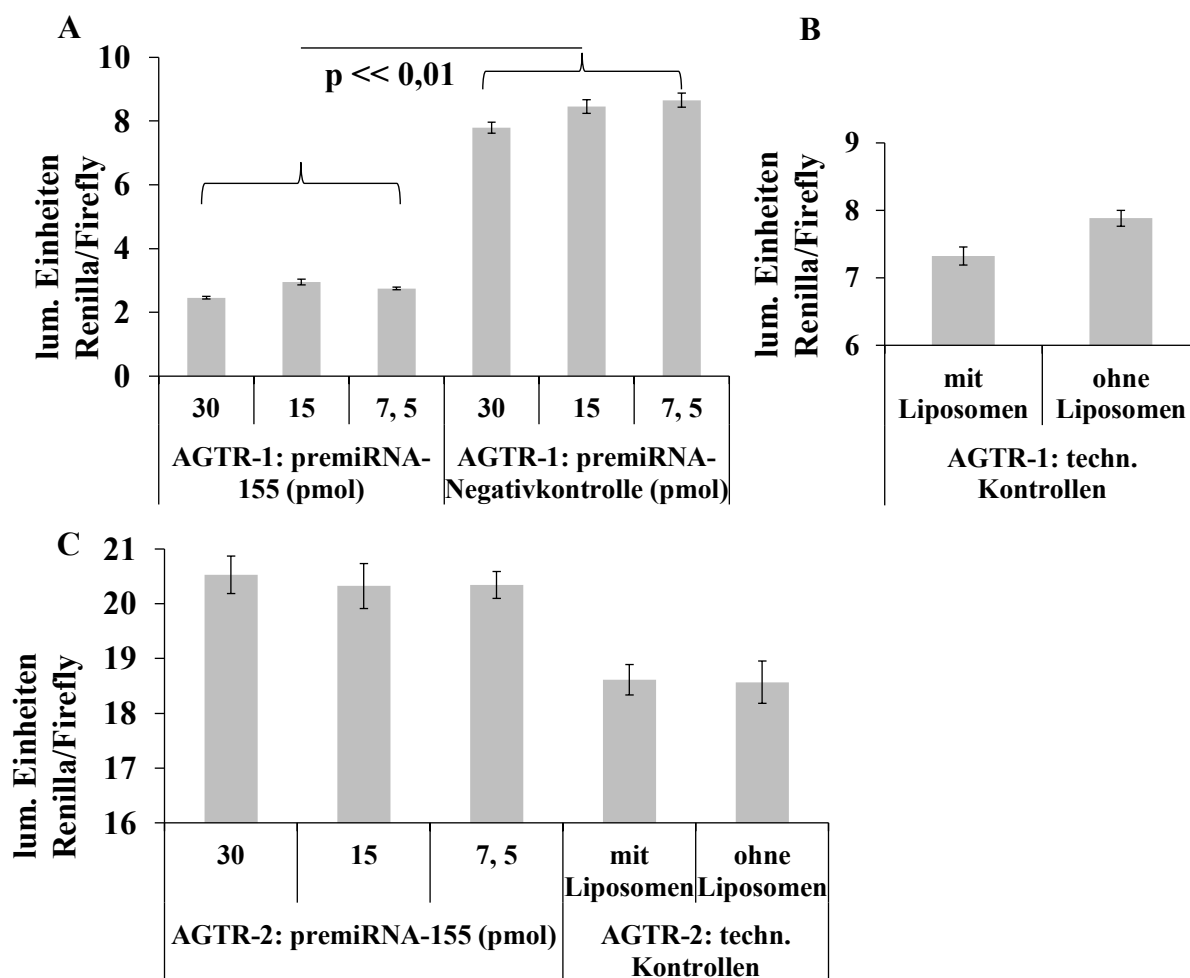 A
lum. Einheiten
Renilla/Firefly
10
8
6
4
2
0
p << 0,01
30 15 7, 5 30 15 7, 5
AGTR-1: premiRNA-
155 (pmol)
AGTR-1: premiRNA-
Negativkontrolle (pmol)
B
lum. Einheiten
Renilla/Firefly
9
8
7
6
mit
Liposomen
ohne
Liposomen
AGTR-1: techn.
Kontrollen
C
lum. Einheiten
Renilla/Firefly
21
20
19
18
17
16
30 15 7, 5
mit
Liposomen
ohne
Liposomen
AGTR-2: premiRNA-155 (pmol)
AGTR-2: techn.
Kontrollen